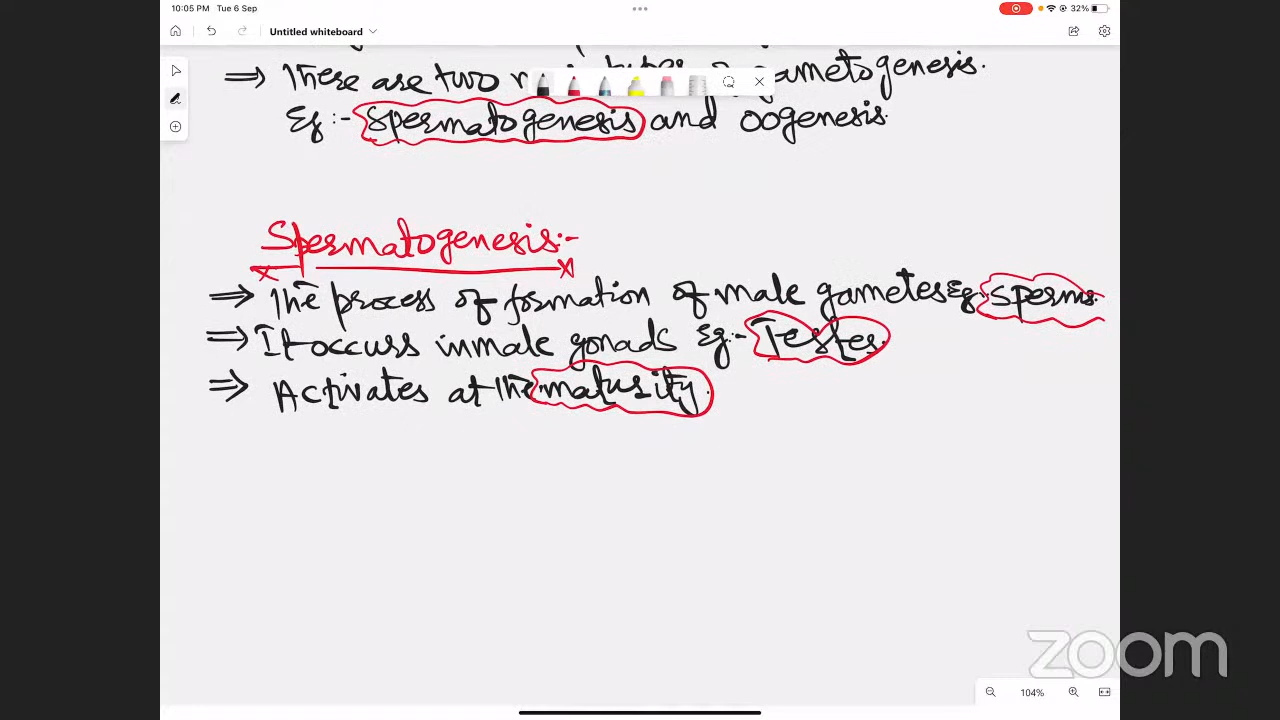 10:05 PM Tue 6 Sep
32%
Untitled whiteboard
⇒ These are two types gametogenesis.
Eg :- Spermatogenesis and oogenesis.
Spermatogenesis:-
⇒ The process of formation of male gametes Eg. sperms.
⇒ It occurs in male gonads Eg:- Testes.
⇒ Activates at the maturity.
zoom
104%